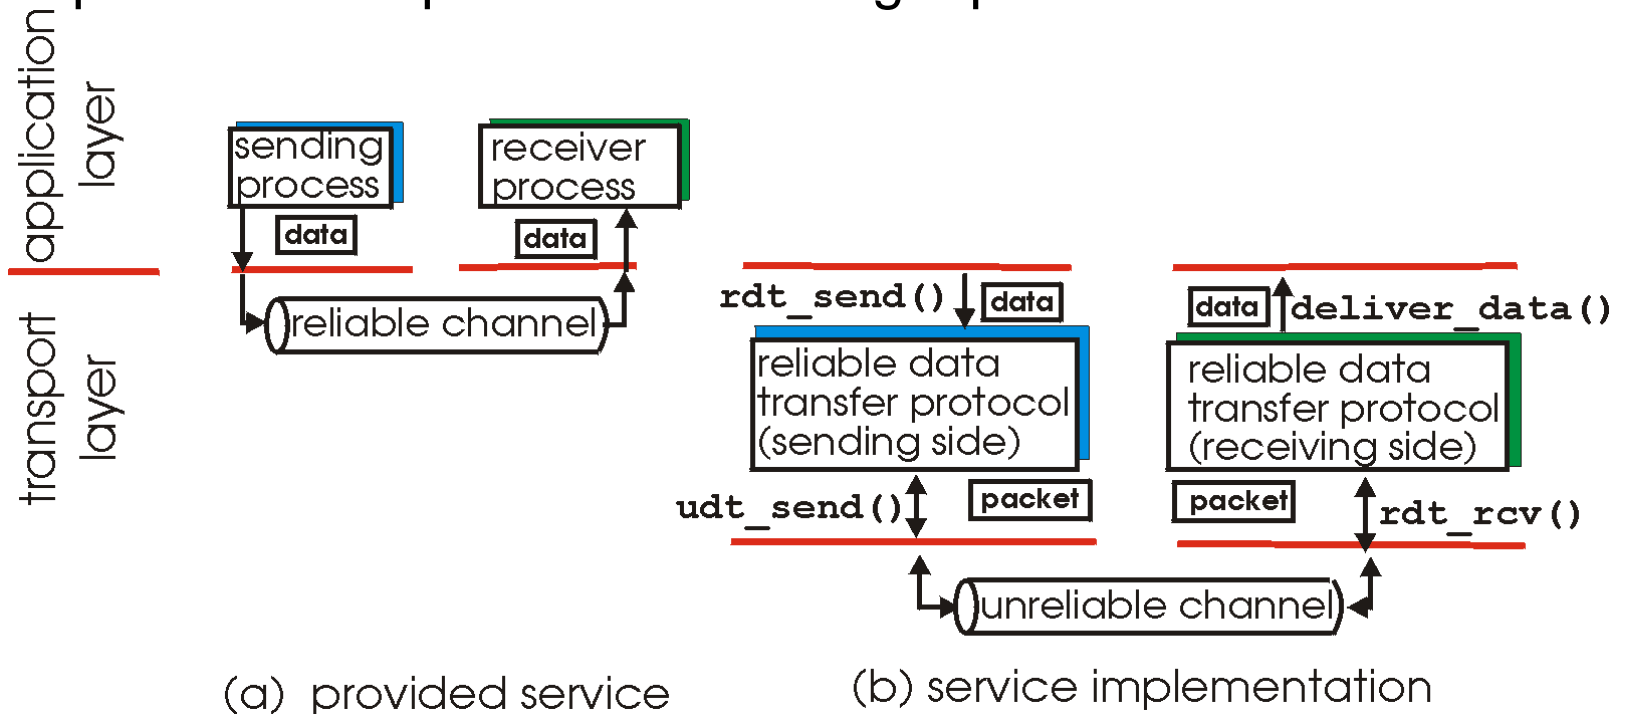 application
layer
transport
layer
sending
process
receiver
process
data
data
reliable channel
rdt_send()
data
data
deliver_data()
reliable data
transfer protocol
(sending side)
reliable data
transfer protocol
(receiving side)
udt_send()
packet
packet
rdt_rcv()
unreliable channel
(a) provided service
(b) service implementation